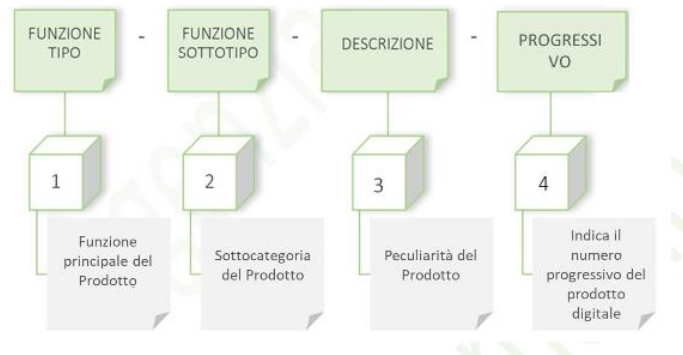 FUNZIONE
TIPO
-
FUNZIONE
SOTTOTIPO
-
DESCRIZIONE
-
PROGRESSI
VO
1
2
3
4
Funzione
principale del
Prodotto
Sottocategoria
del Prodotto
Peculiarità del
Prodotto
Indica il
numero
progressivo del
prodotto
digitale